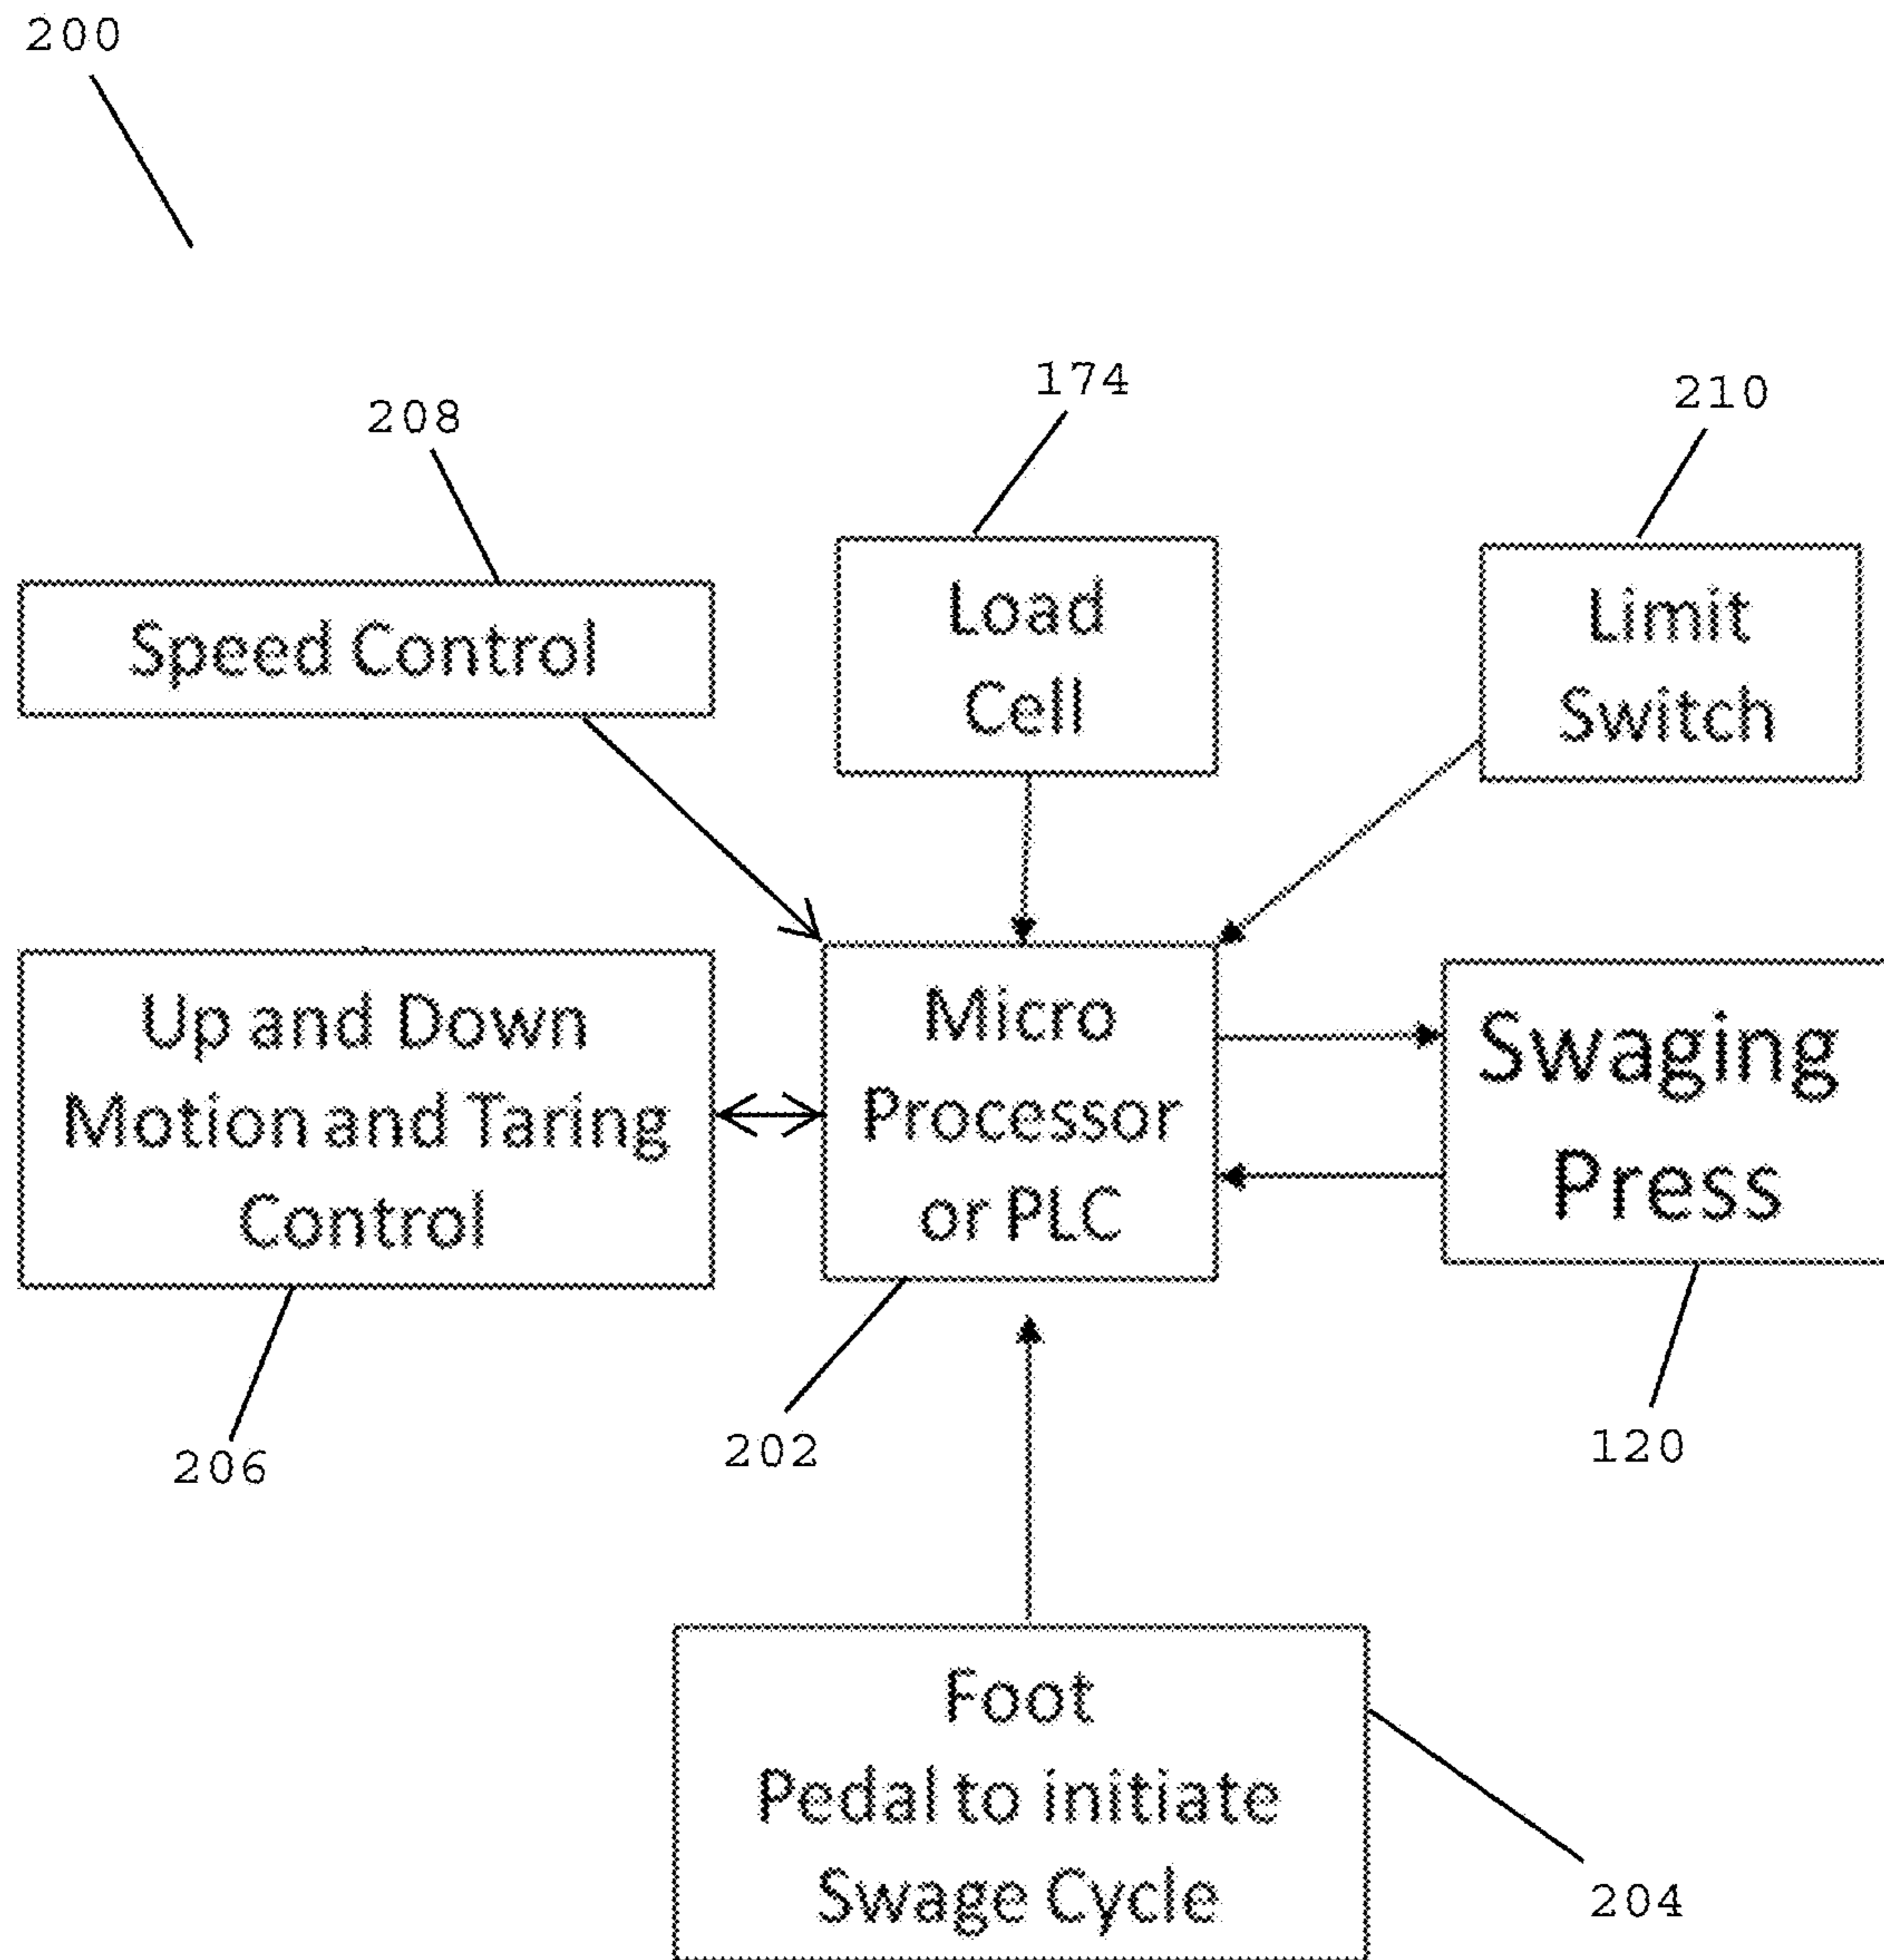 200
208
174
210
Speed Control
Load
Cell
Limit
Switch
Up and Down
Motion and Taring
Control
Micro
Processor
or PLC
Swaging
Press
206
202
120
Foot
Pedal to initiate
Swage Cycle
204